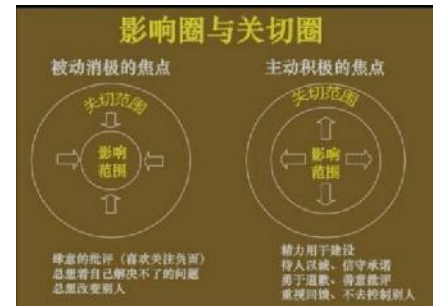 影响圈与关切圈
被动消极的焦点
关切范围
影响
范围
肆意的批评（喜欢关注负面）
总想着自己解决不了的问题
总想改变别人
主动积极的焦点
关切范围
影响
范围
精力用于建设
待人以诚、信守承诺
勇于道歉、善意批评
重视回馈、不去控制别人